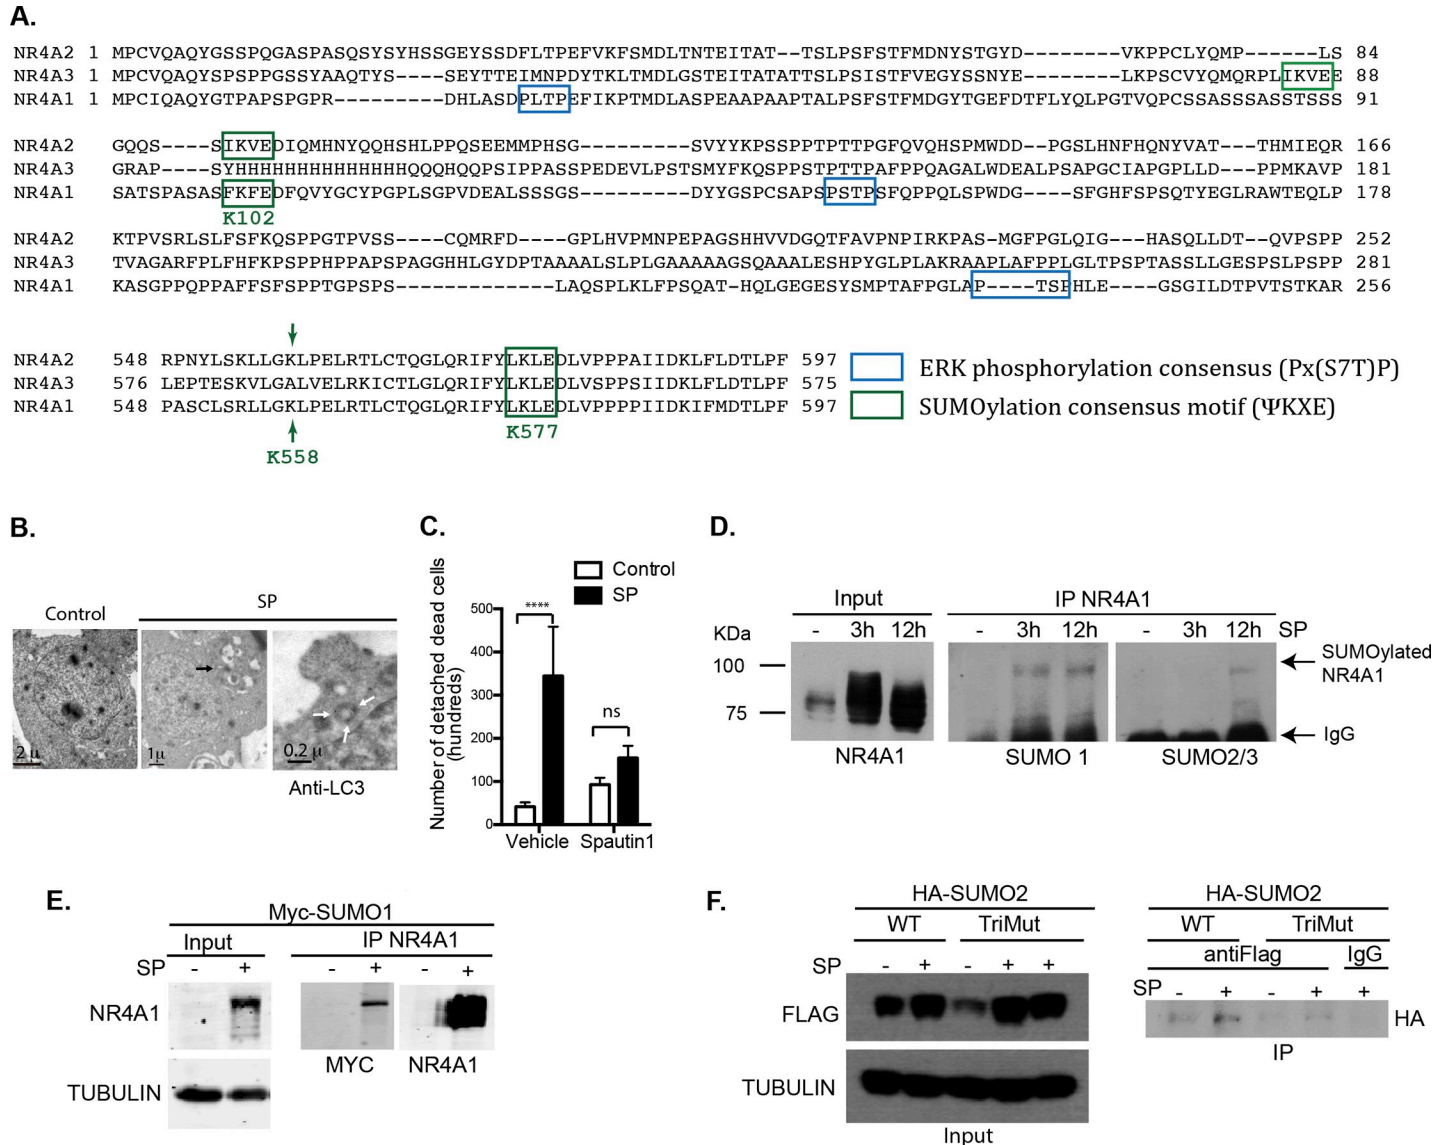 A.
NR4A2 1 MPCVQAQYGSSPQGASPASQSYSYHSSGEYSSDFLTPEFVKFSMDLTNTEITAT--TSLPSFSTFMDNYSTGYD--------VKPPCLYQMP------LS 84
NR4A3 1 MPCVQAQYSPSPPGSSYAAQTYS----SEYTTEIMNPDYTKLTMDLGSTEITATATTSLPSISTFVEGYSSNYE--------LKPSCVYQMQRPLIKVEE 88
NR4A1 1 MPCIQAQYGTPAPSPGPR---------DHLASDPLTPEFIKPTMDLASPEAAPAAPTALPSFSTFMDGYTGEFDTFLYQLPGTVQPCSSASSSASSTSSS 91
NR4A2 GQQS----SIKVEDIQMHNYQQHSHLPPQSEEMMPHSG-------SVYYKPSSPPTPTTPGFQVQHSPMWDD--PGSLHNFHQNYVAT--THMIEQR 166
NR4A3 GRAP----SYHHHHHHHHHHHHHHQQQHQQPSIPPASSPEDEVLPSTSMYFKQSPPSTPTTPAFPPQAGALWDEALPSAPGCIAPGPLLD--PPMKAVP 181
NR4A1 SATSPASASFKFEDFQVYGCYPGPLSGPVDEALSSSGS-------DYYGSPCSAPSPSTPSFQPPQLSPWDG----SFGHFSPSQTYEGLRAWTEQLP 178
K102
NR4A2 KTPVSRLSLFSFKQSPPGTPVSS----CQMRFD----GPLHVPMNPEPAGSHHVVDGQTFAVPNPIRKPAS-MGFPGLQIG---HASQLLDT--QVPSPP 252
NR4A3 TVAGARFPLFHFKPSPPHPPAPSPAGGHHLGYDPTAAAALSLPLGAAAAAGSQAAALESHPYGLPLAKRAAPLAFPPLGLTPSPTASSLLGESPSLPSPP 281
NR4A1 KASGPPQPPAFFSFSPPTGPSPS-------------LAQSPLKLFPSQAT-HQLGEGESYSMPTAFPGLAP----TSPHLE----GSGILDTPVTSTKAR 256
NR4A2 548 RPNYLSKLLGKLPELRTLCTQGLQRIFYLKLEDLVPPPAIIDKLFLDTLPF 597
NR4A3 576 LEPTESKVLGALVELRKICTLGLQRIFYLKLEDLVSPPSIIDKLFLDTLPF 575
NR4A1 548 PASCLSRLLGKLPELRTLCTQGLQRIFYLKLEDLVPPPPIIDKIFMDTLPF 597
K577
K558
ERK phosphorylation consensus (Px(S7T)P)
SUMOylation consensus motif (ΨKXE)
B.
Control
SP
2 μ
1μ
0.2 μ
Anti-LC3
C.
Number of detached dead cells
(hundreds)
Control
SP
500
400
300
200
100
0
****
ns
Vehicle Spautin1
D.
Input IP NR4A1
KDa - 3h 12h - 3h 12h - 3h 12h SP
100
75
SUMOylated
NR4A1
IgG
NR4A1 SUMO 1 SUMO2/3
E.
Myc-SUMO1
Input IP NR4A1
SP - + - + - +
NR4A1
MYC NR4A1
TUBULIN
F.
HA-SUMO2
WT TriMut
SP - + - + +
FLAG
TUBULIN
Input
HA-SUMO2
WT TriMut
antiFlag IgG
SP - + - + +
HA
IP